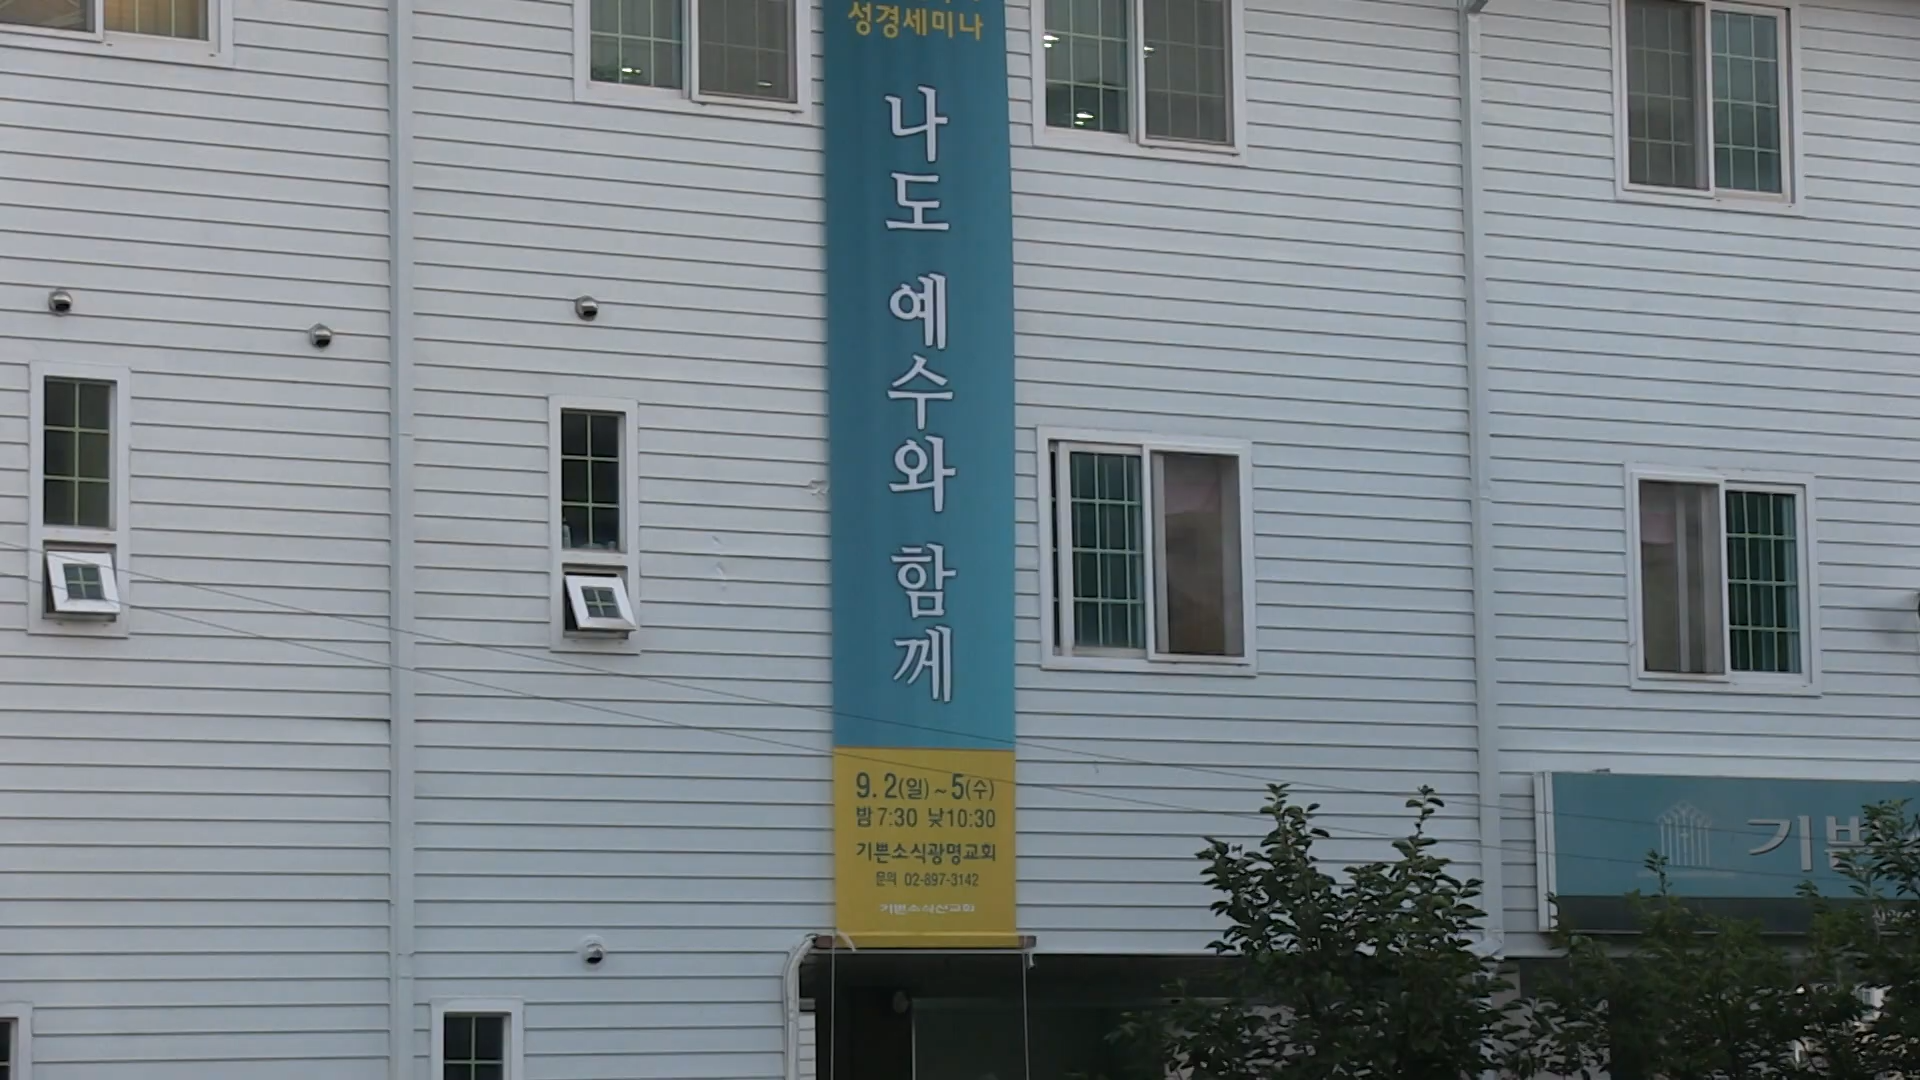 성경세미나
나도 예수와 함께
9.2(일)~5(수)
밤 7:30 낮 10:30
기쁜소식광명교회
문의 02-897-3142
기쁜소식선교회
기쁜